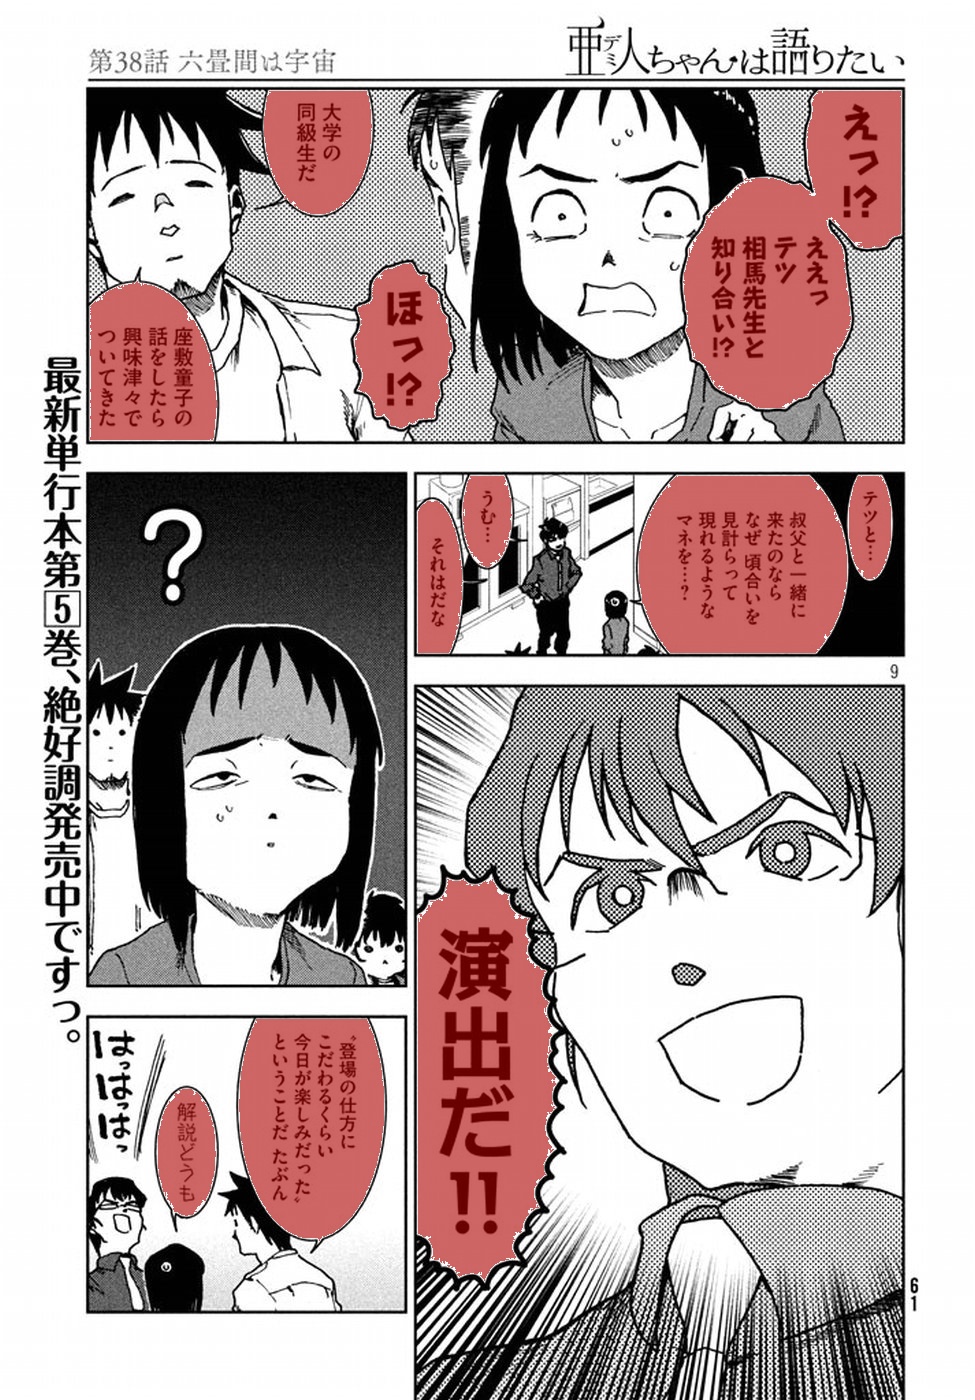 第38話 六畳間は宇宙
亜人ちゃんは語りたい
デミ
えっ
!?
ええっ
テツ
相馬先生と
知り合い!?
ほっ!?
大学の
同級生だ
座敷童子の
話をしたら
興味津々で
ついてきた
テツと…
叔父と一緒に
来たのなら
なぜ頃合いを
見計らって
現れるような
マネを…?
うむ…
それはだな
9
?
演出だ!!
〝登場の仕方に
こだわるくらい
今日が楽しみだった〟
ということだ たぶん
解説どうも
はっはっはっ
最新単行本第5巻、絶好調発売中ですっ。
61